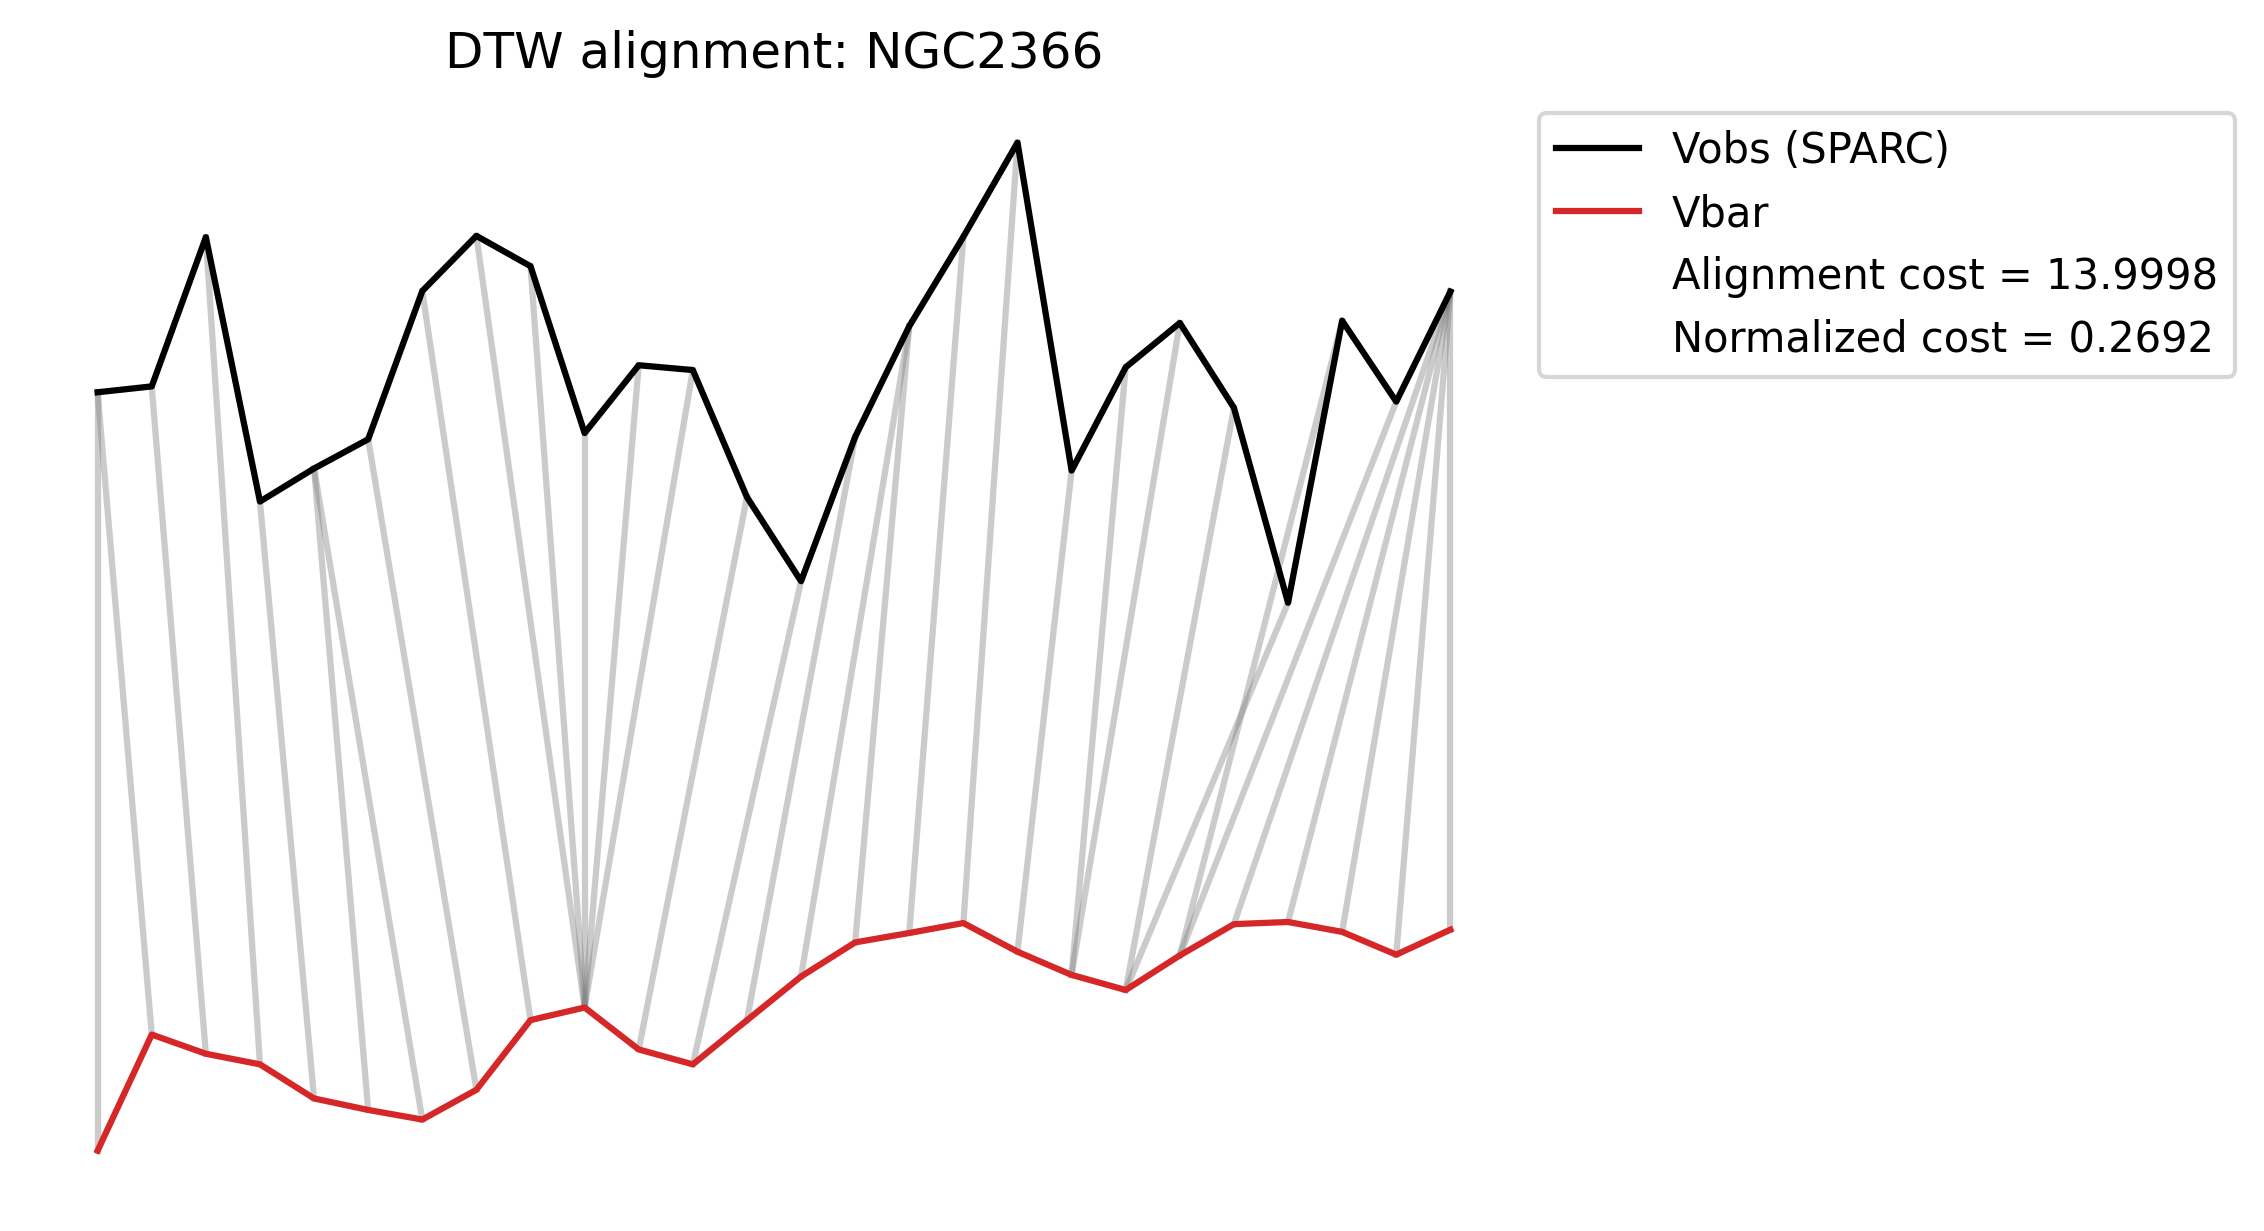 DTW alignment: NGC2366
Vobs (SPARC)
Vbar
Alignment cost = 13.9998
Normalized cost = 0.2692